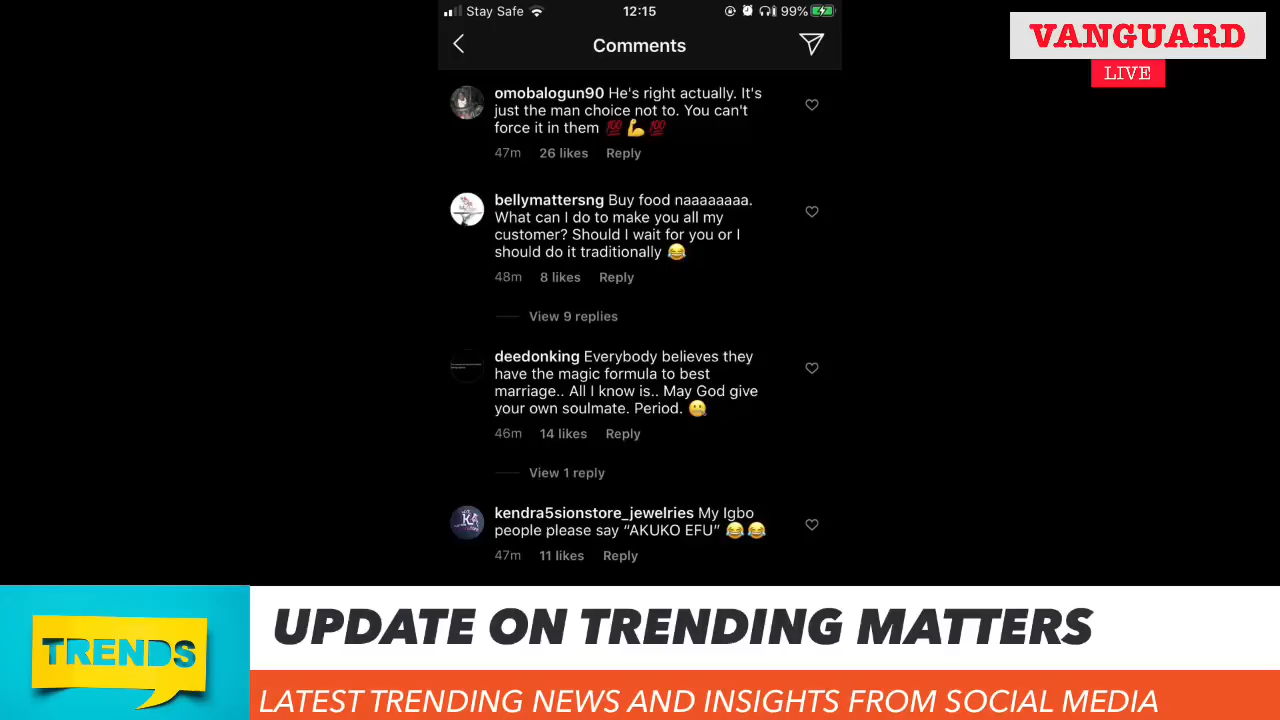 Stay Safe 12:15 99%
Comments
VANGUARD
LIVE
omobalogun90 He's right actually. It's
just the man choice not to. You can't
force it in them 💯💪💯
47m 26 likes Reply
bellymattersng Buy food naaaaaaaa.
What can I do to make you all my
customer? Should I wait for you or I
should do it traditionally 😂
48m 8 likes Reply
View 9 replies
deedonking Everybody believes they
have the magic formula to best
marriage.. All I know is.. May God give
your own soulmate. Period. 🤐
46m 14 likes Reply
View 1 reply
kendra5sionstore_jewelries My Igbo
people please say “AKUKO EFU” 😂😂
47m 11 likes Reply
TRENDS
UPDATE ON TRENDING MATTERS
LATEST TRENDING NEWS AND INSIGHTS FROM SOCIAL MEDIA